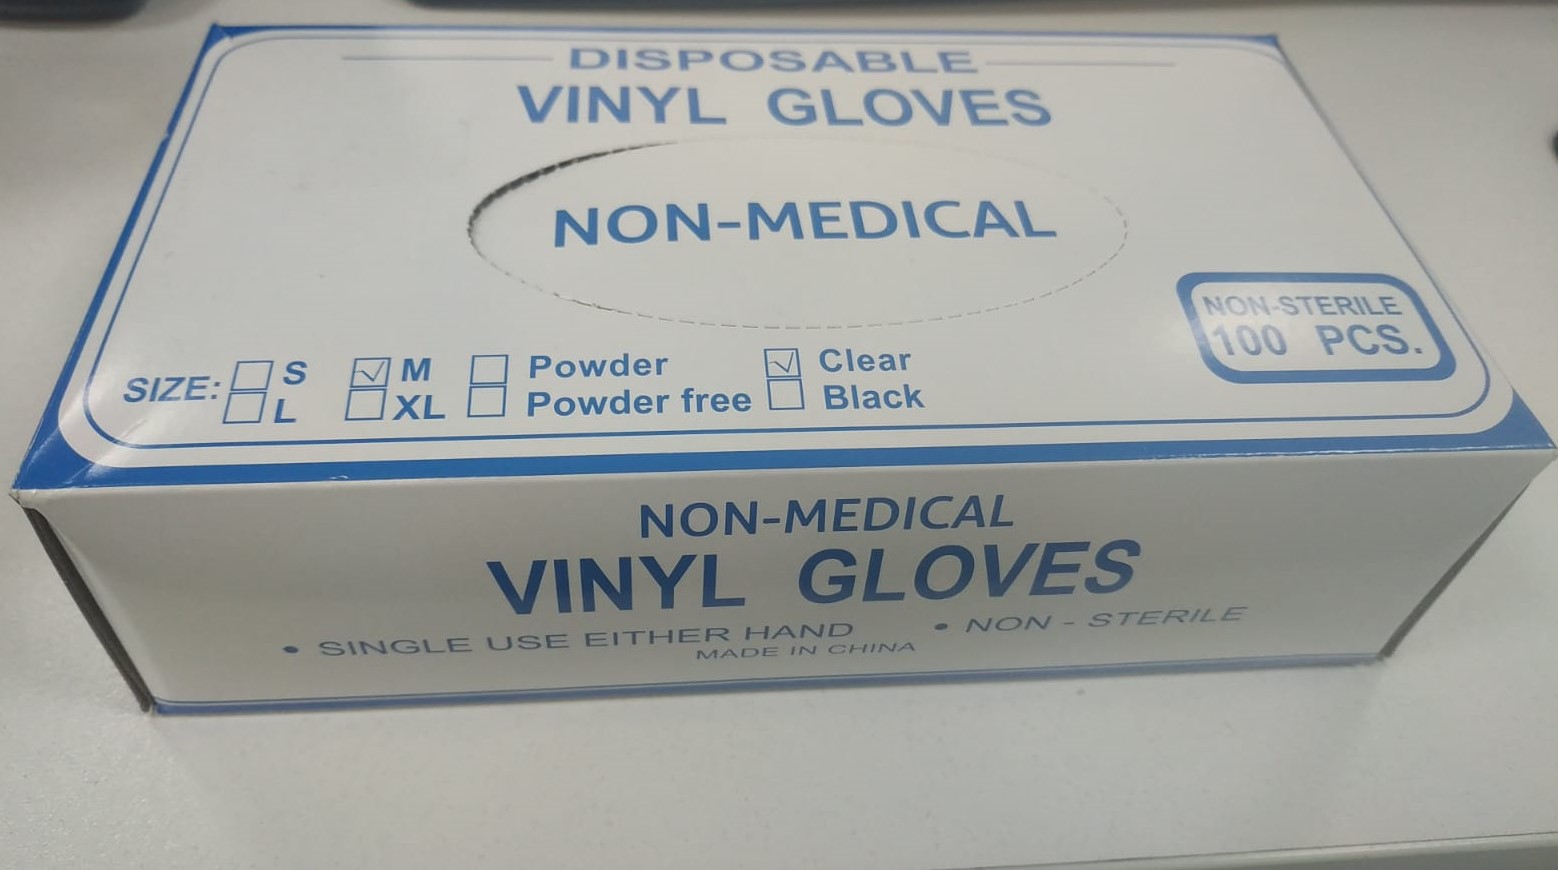 DISPOSABLE
VINYL GLOVES
NON-MEDICAL
NON-STERILE
100 PCS.
SIZE: S M Powder Clear
L XL Powder free Black
NON-MEDICAL
VINYL GLOVES
• SINGLE USE EITHER HAND • NON - STERILE
MADE IN CHINA